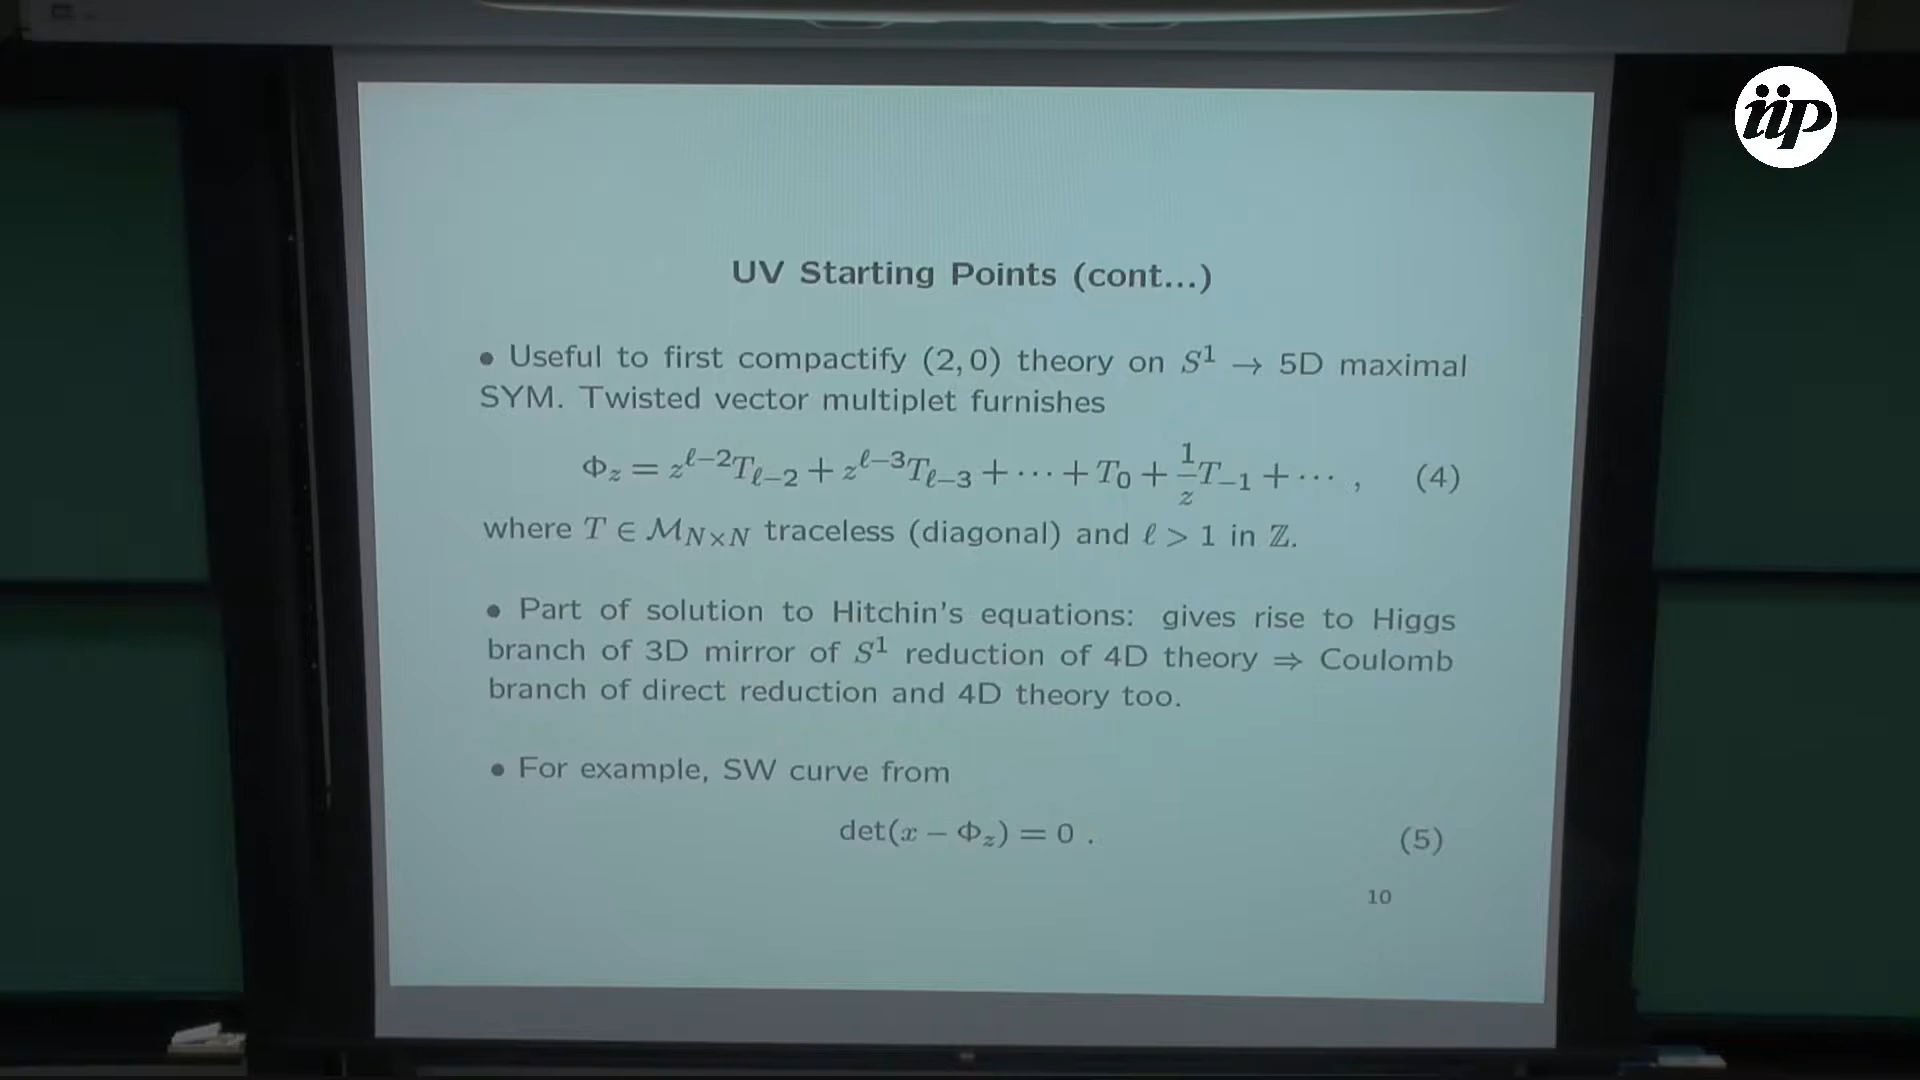 iip
UV Starting Points (cont...)
• Useful to first compactify (2, 0) theory on S¹ → 5D maximal
SYM. Twisted vector multiplet furnishes
Φ_z = z^{ℓ−2}T_{ℓ−2} + z^{ℓ−3}T_{ℓ−3} + ⋯ + T_0 + \frac{1}{z}T_{−1} + ⋯ , (4)
where T ∈ ℳ_{N×N} traceless (diagonal) and ℓ > 1 in ℤ.
• Part of solution to Hitchin's equations: gives rise to Higgs
branch of 3D mirror of S¹ reduction of 4D theory ⇒ Coulomb
branch of direct reduction and 4D theory too.
• For example, SW curve from
det(x − Φ_z) = 0 . (5)
10